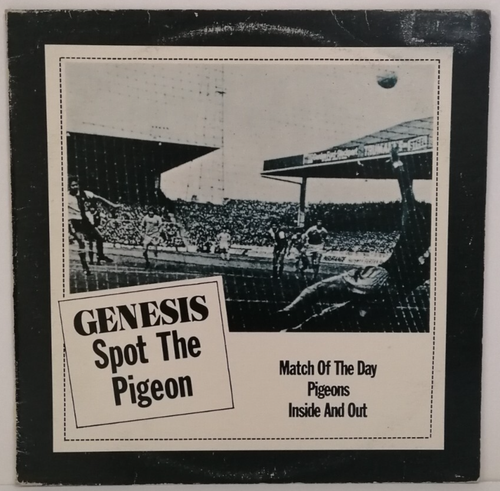 GENESIS
Spot The
Pigeon
Match Of The Day
Pigeons
Inside And Out